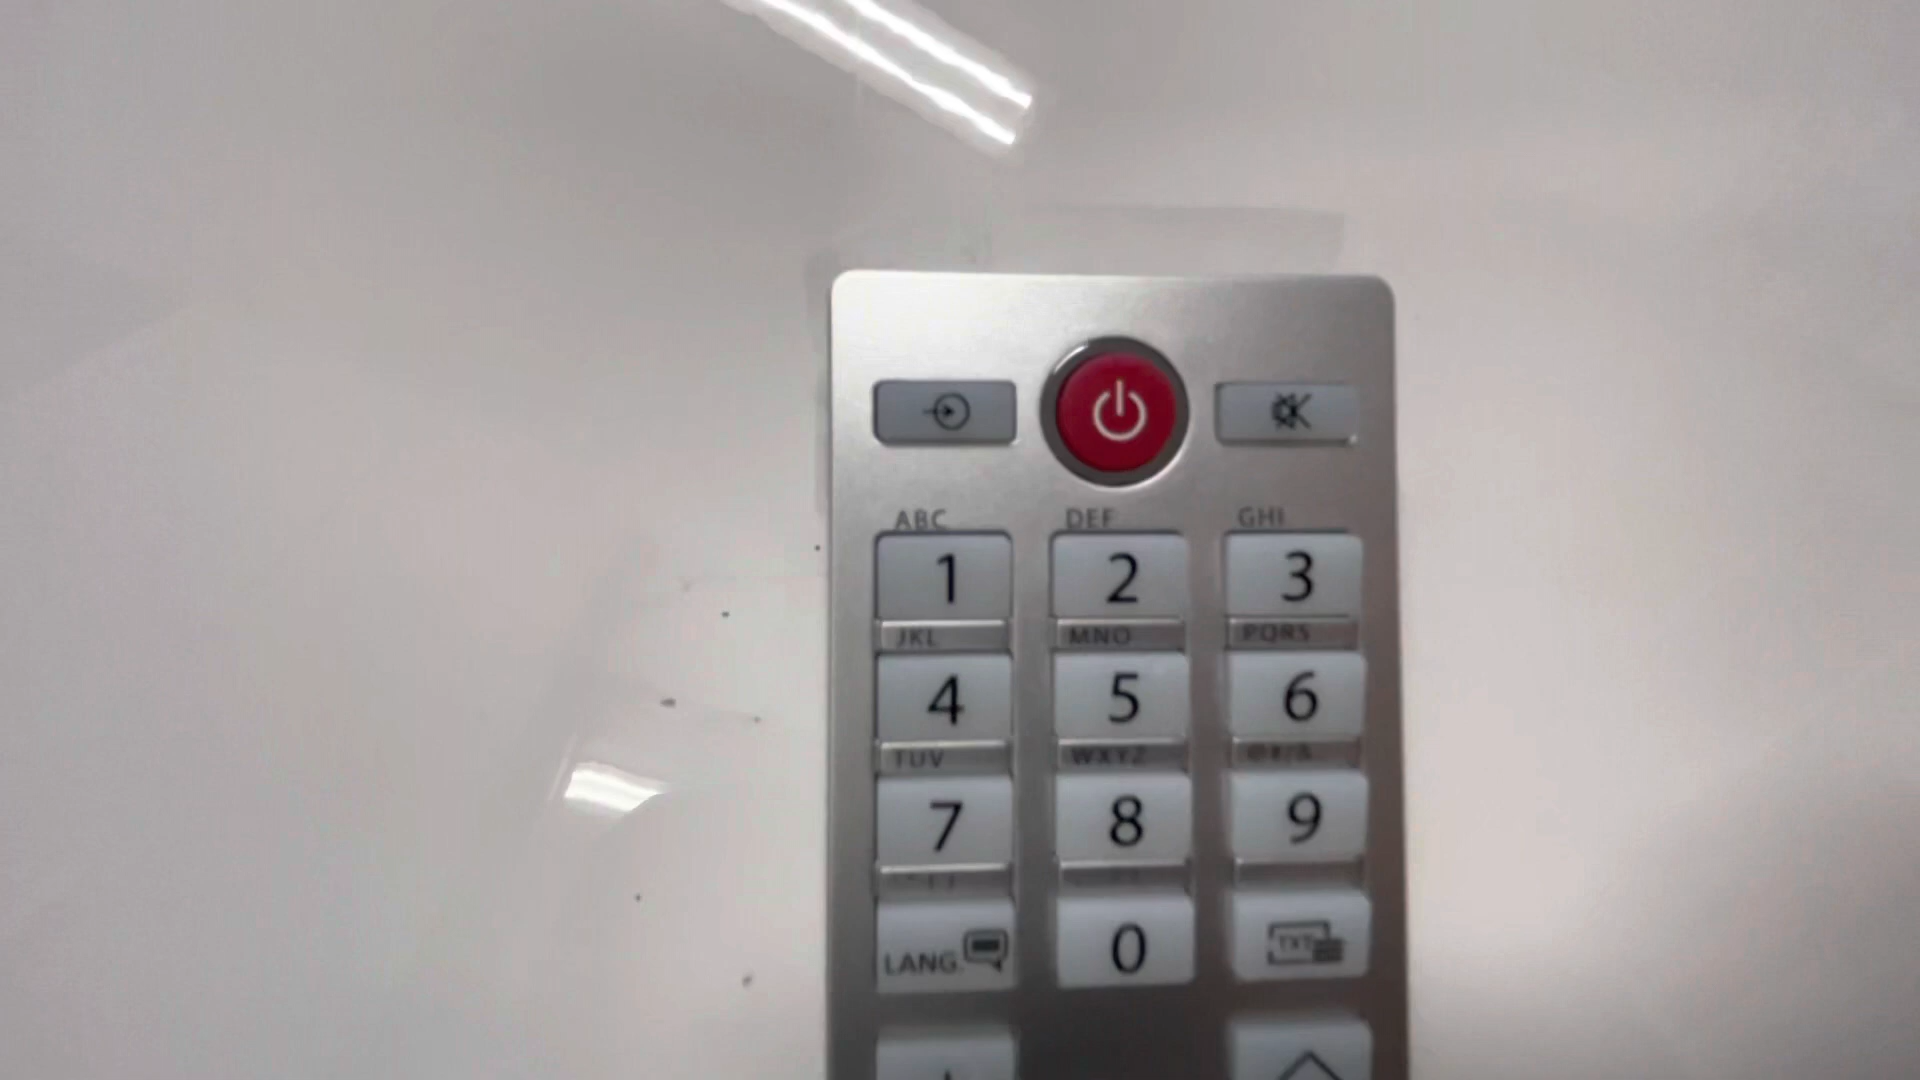 ABC DEF GHI
1 2 3
JKL MNO PQRS
4 5 6
TUV WXYZ
7 8 9
LANG. 0 TXT